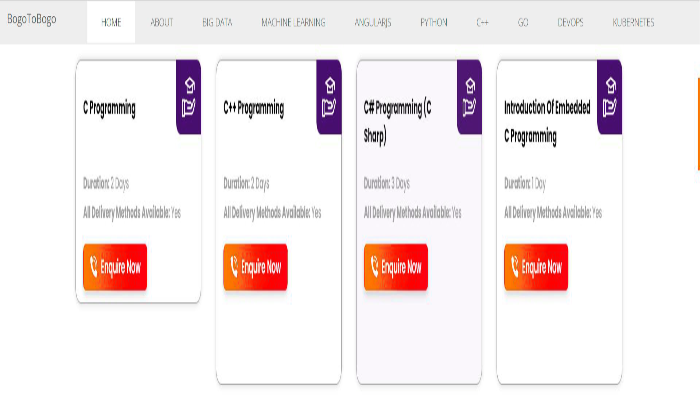 BogoToBogo HOME ABOUT BIG DATA MACHINE LEARNING ANGULARJS PYTHON C++ GO DEVOPS KUBERNETES
C Programming
Duration: 2 Days
All Delivery Methods Available: Yes
Enquire Now
C++ Programming
Duration: 2 Days
All Delivery Methods Available: Yes
Enquire Now
C# Programming (C
Sharp)
Duration: 3 Days
All Delivery Methods Available: Yes
Enquire Now
Introduction Of Embedded
C Programming
Duration: 1 Day
All Delivery Methods Available: Yes
Enquire Now